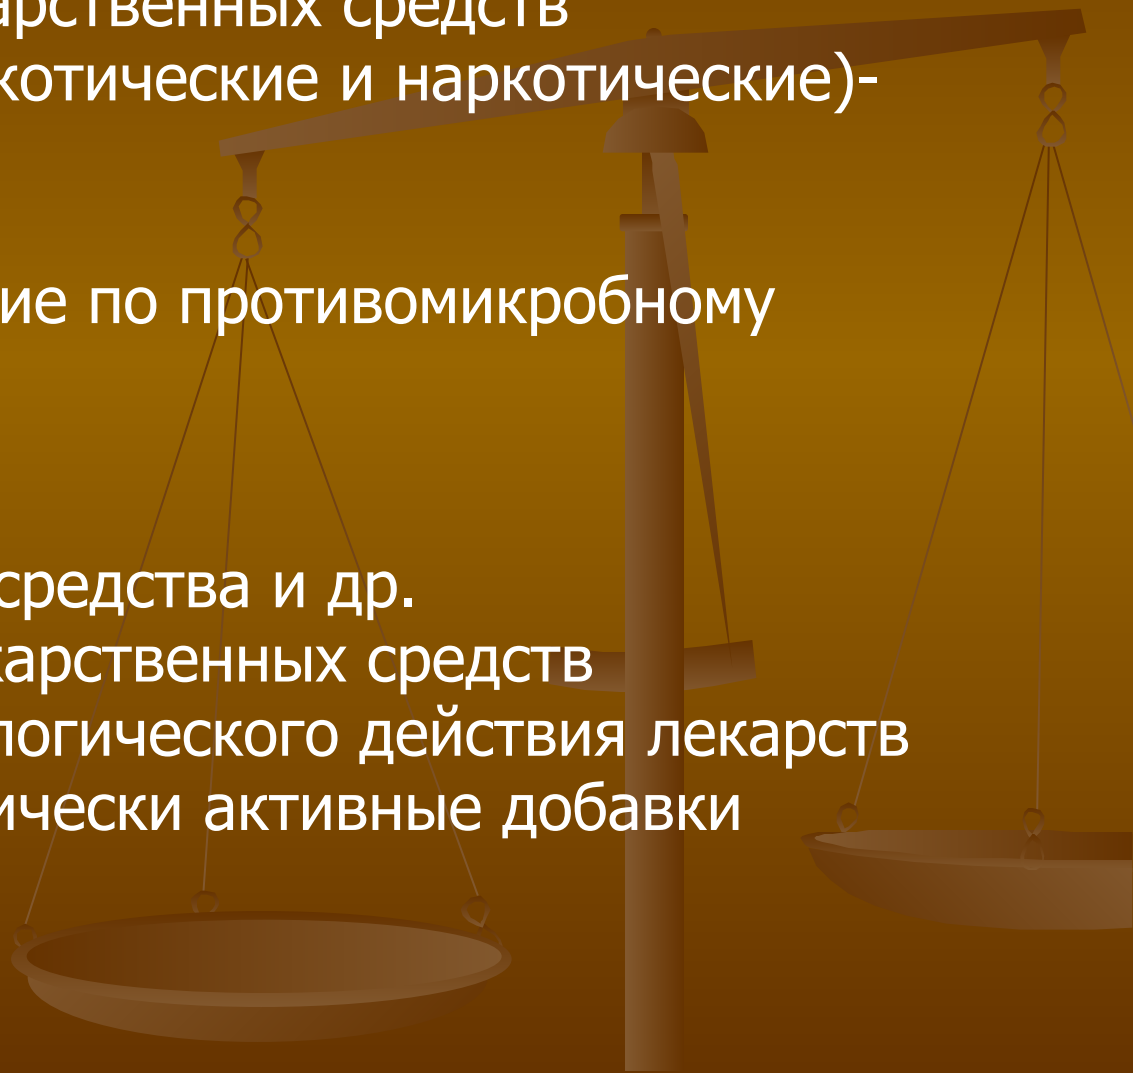 арственных средств
котические и наркотические)-
ие по противомикробному
средства и др.
карственных средств
логического действия лекарств
ически активные добавки